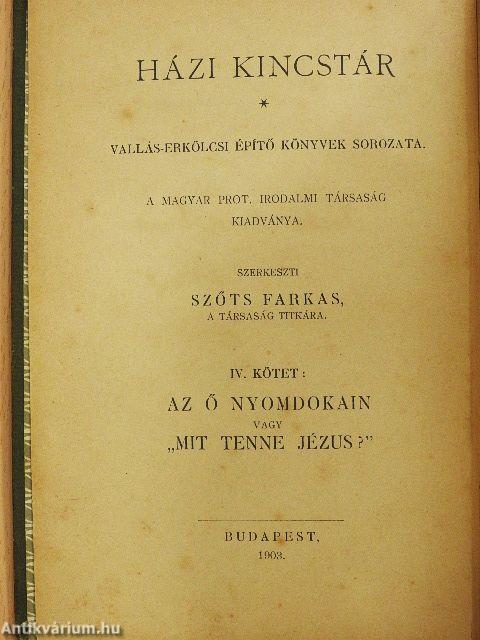 HÁZI KINCSTÁR
*
VALLÁS-ERKÖLCSI ÉPÍTŐ KÖNYVEK SOROZATA.
A MAGYAR PROT. IRODALMI TÁRSASÁG
KIADVÁNYA.
SZERKESZTI
SZŐTS FARKAS,
A TÁRSASÁG TITKÁRA.
IV. KÖTET:
AZ Ő NYOMDOKAIN
VAGY
„MIT TENNE JÉZUS?"
BUDAPEST,
1903.
Antikvárium.hu